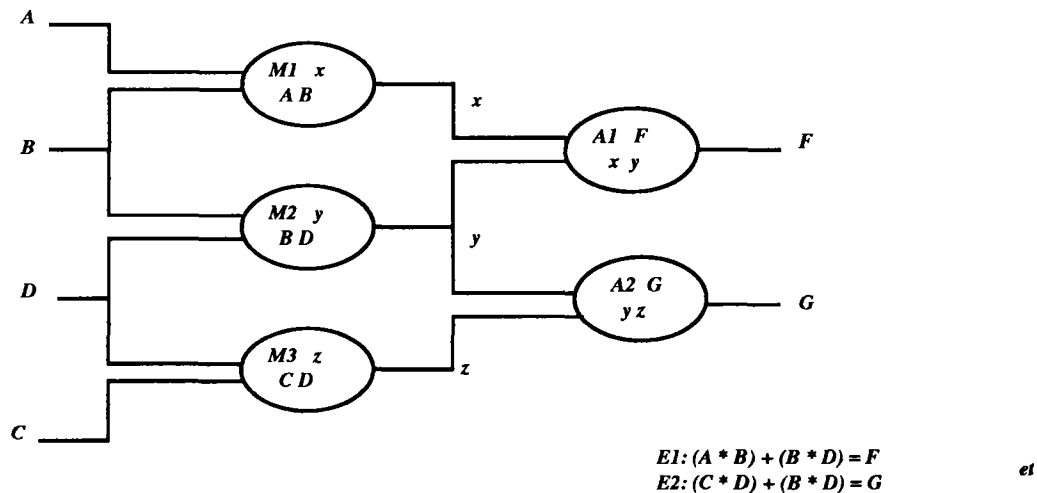 A
M1 x
A B
x
B
A1 F
x y
F
M2 y
B D
y
D
A2 G
y z
G
M3 z
C D
z
C
E1: (A * B) + (B * D) = F
E2: (C * D) + (B * D) = G
et